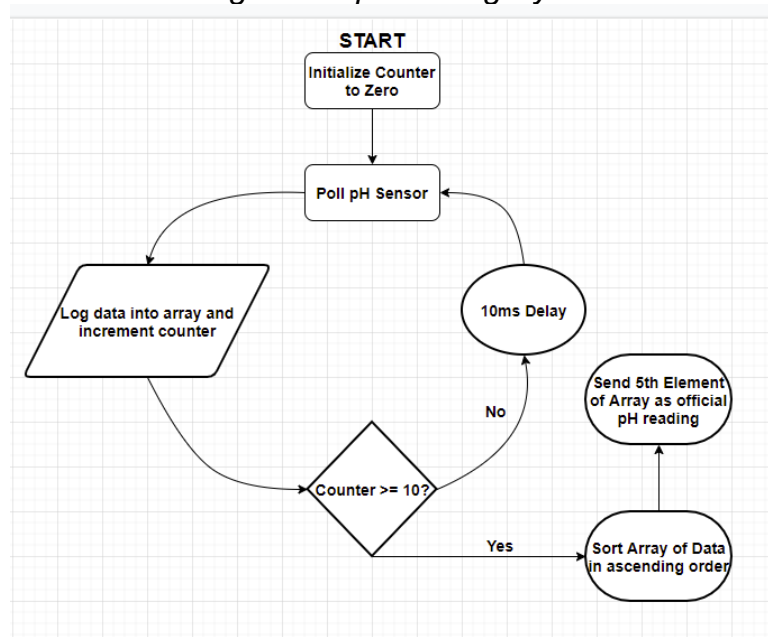 START
Initialize Counter
to Zero
Poll pH Sensor
Log data into array and
increment counter
10ms Delay
Send 5th Element
of Array as official
pH reading
No
Counter >= 10?
Yes
Sort Array of Data
in ascending order